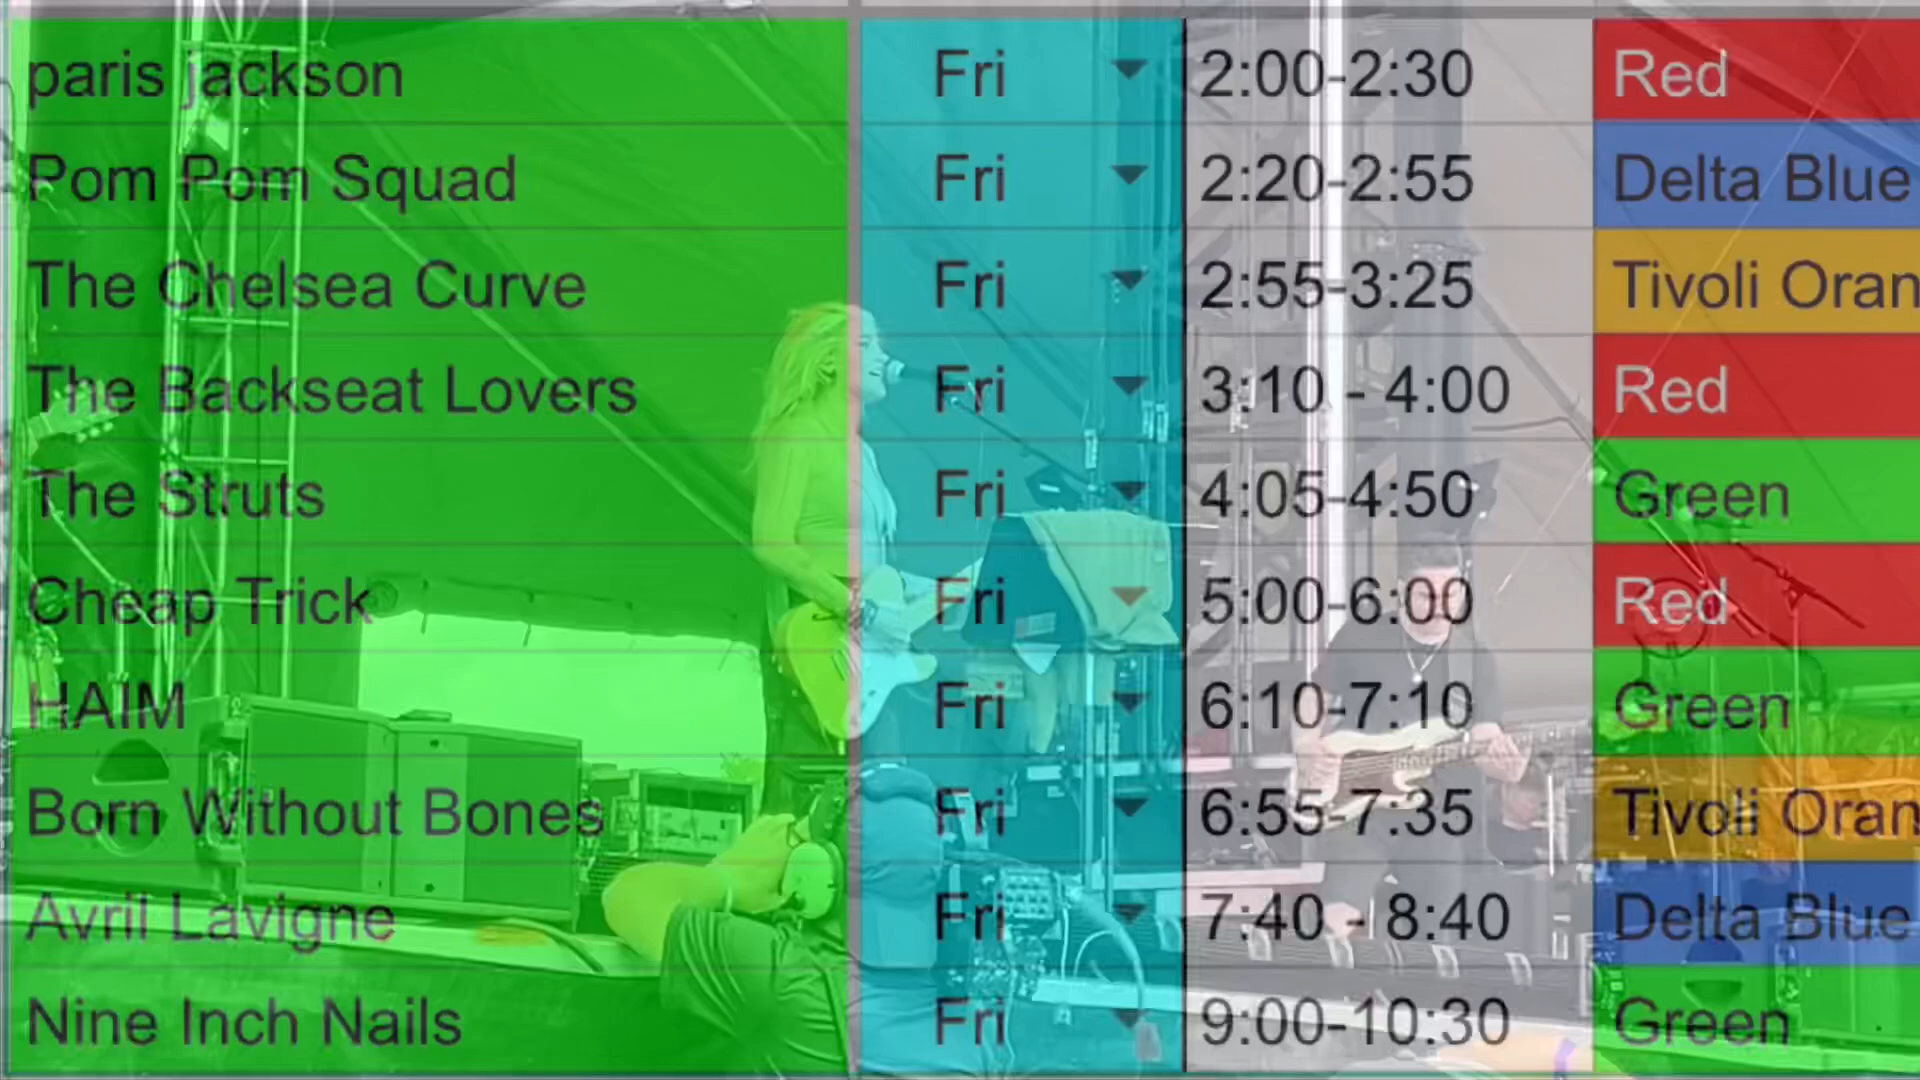 paris jackson Fri 2:00-2:30 Red
Pom Pom Squad Fri 2:20-2:55 Delta Blue
The Chelsea Curve Fri 2:55-3:25 Tivoli Oran
The Backseat Lovers Fri 3:10 - 4:00 Red
The Struts Fri 4:05-4:50 Green
Cheap Trick Fri 5:00-6:00 Red
HAIM Fri 6:10-7:10 Green
Born Without Bones Fri 6:55-7:35 Tivoli Oran
Avril Lavigne Fri 7:40 - 8:40 Delta Blue
Nine Inch Nails Fri 9:00-10:30 Green